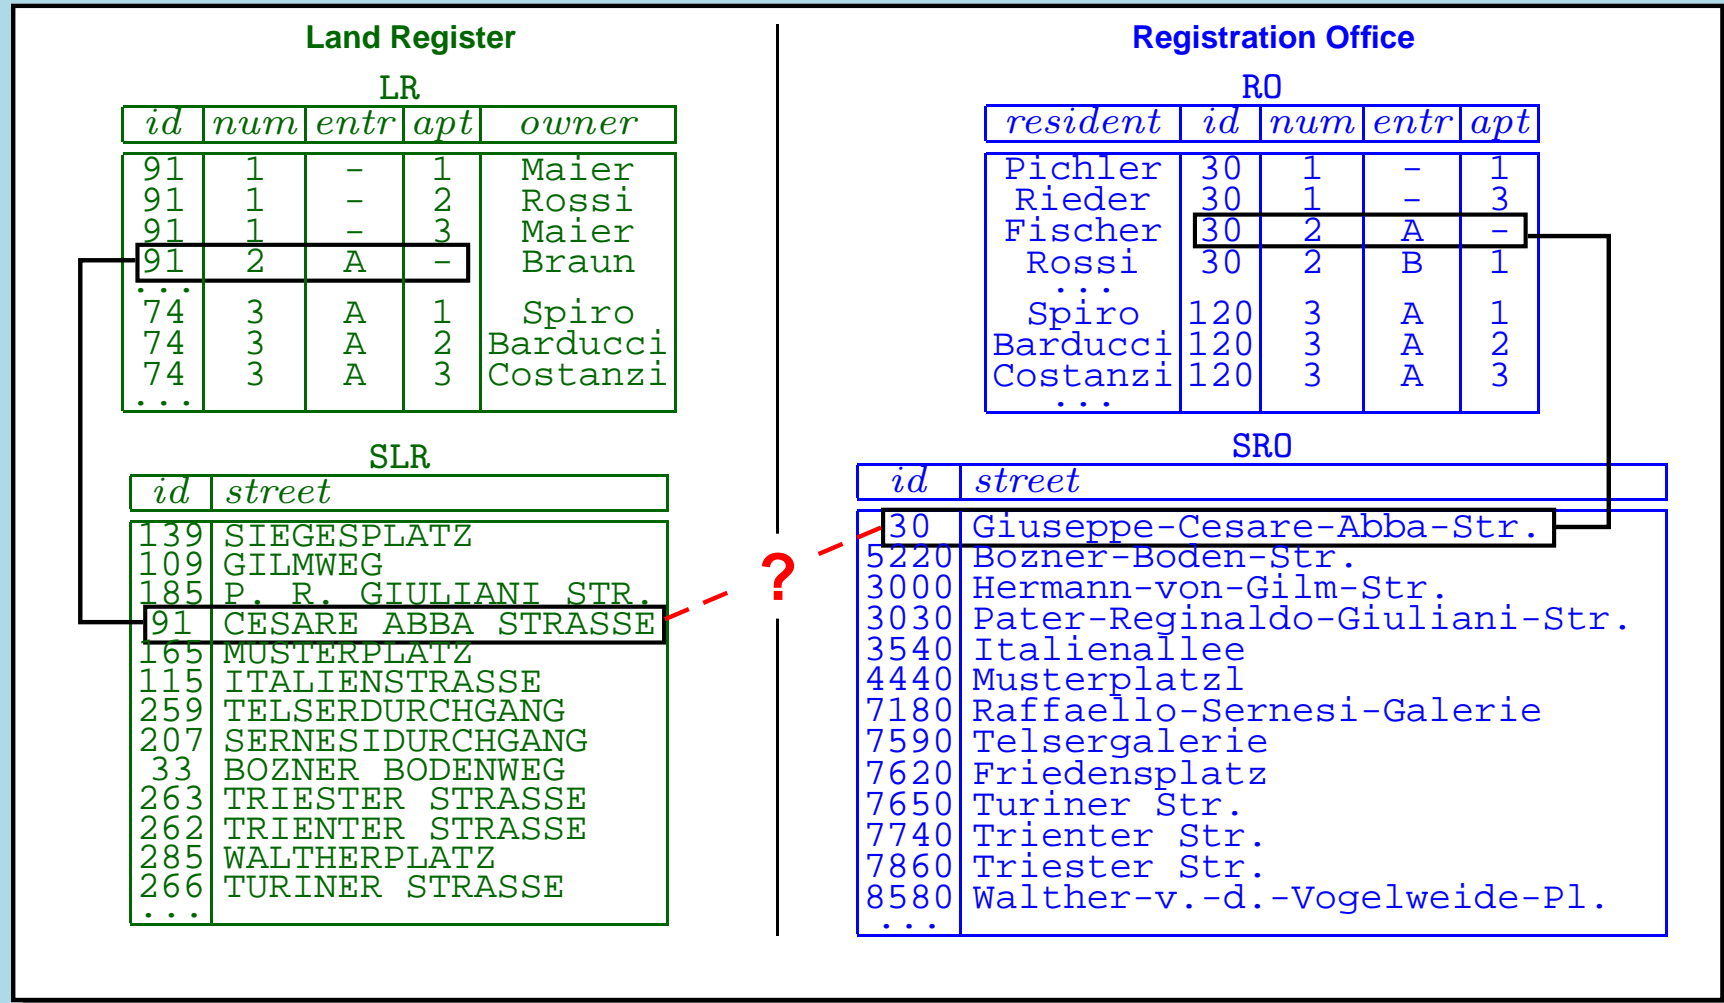 Land Register
LR
id num entr apt owner
91 1 - 1 Maier
91 1 - 2 Rossi
91 1 - 3 Maier
91 2 A - Braun
...
74 3 A 1 Spiro
74 3 A 2 Barducci
74 3 A 3 Costanzi
...
SLR
id street
139 SIEGESPLATZ
109 GILMWEG
185 P. R. GIULIANI STR.
91 CESARE ABBA STRASSE
165 MUSTERPLATZ
115 ITALIENSTRASSE
259 TELSERDURCHGANG
207 SERNESIDURCHGANG
33 BOZNER BODENWEG
263 TRIESTER STRASSE
262 TRIENTER STRASSE
285 WALTHERPLATZ
266 TURINER STRASSE
...
?
Registration Office
RO
resident id num entr apt
Pichler 30 1 - 1
Rieder 30 1 - 3
Fischer 30 2 A -
Rossi 30 2 B 1
...
Spiro 120 3 A 1
Barducci 120 3 A 2
Costanzi 120 3 A 3
...
SRO
id street
30 Giuseppe-Cesare-Abba-Str.
5220 Bozner-Boden-Str.
3000 Hermann-von-Gilm-Str.
3030 Pater-Reginaldo-Giuliani-Str.
3540 Italienallee
4440 Musterplatzl
7180 Raffaello-Sernesi-Galerie
7590 Telsergalerie
7620 Friedensplatz
7650 Turiner Str.
7740 Trienter Str.
7860 Triester Str.
8580 Walther-v.-d.-Vogelweide-Pl.
...